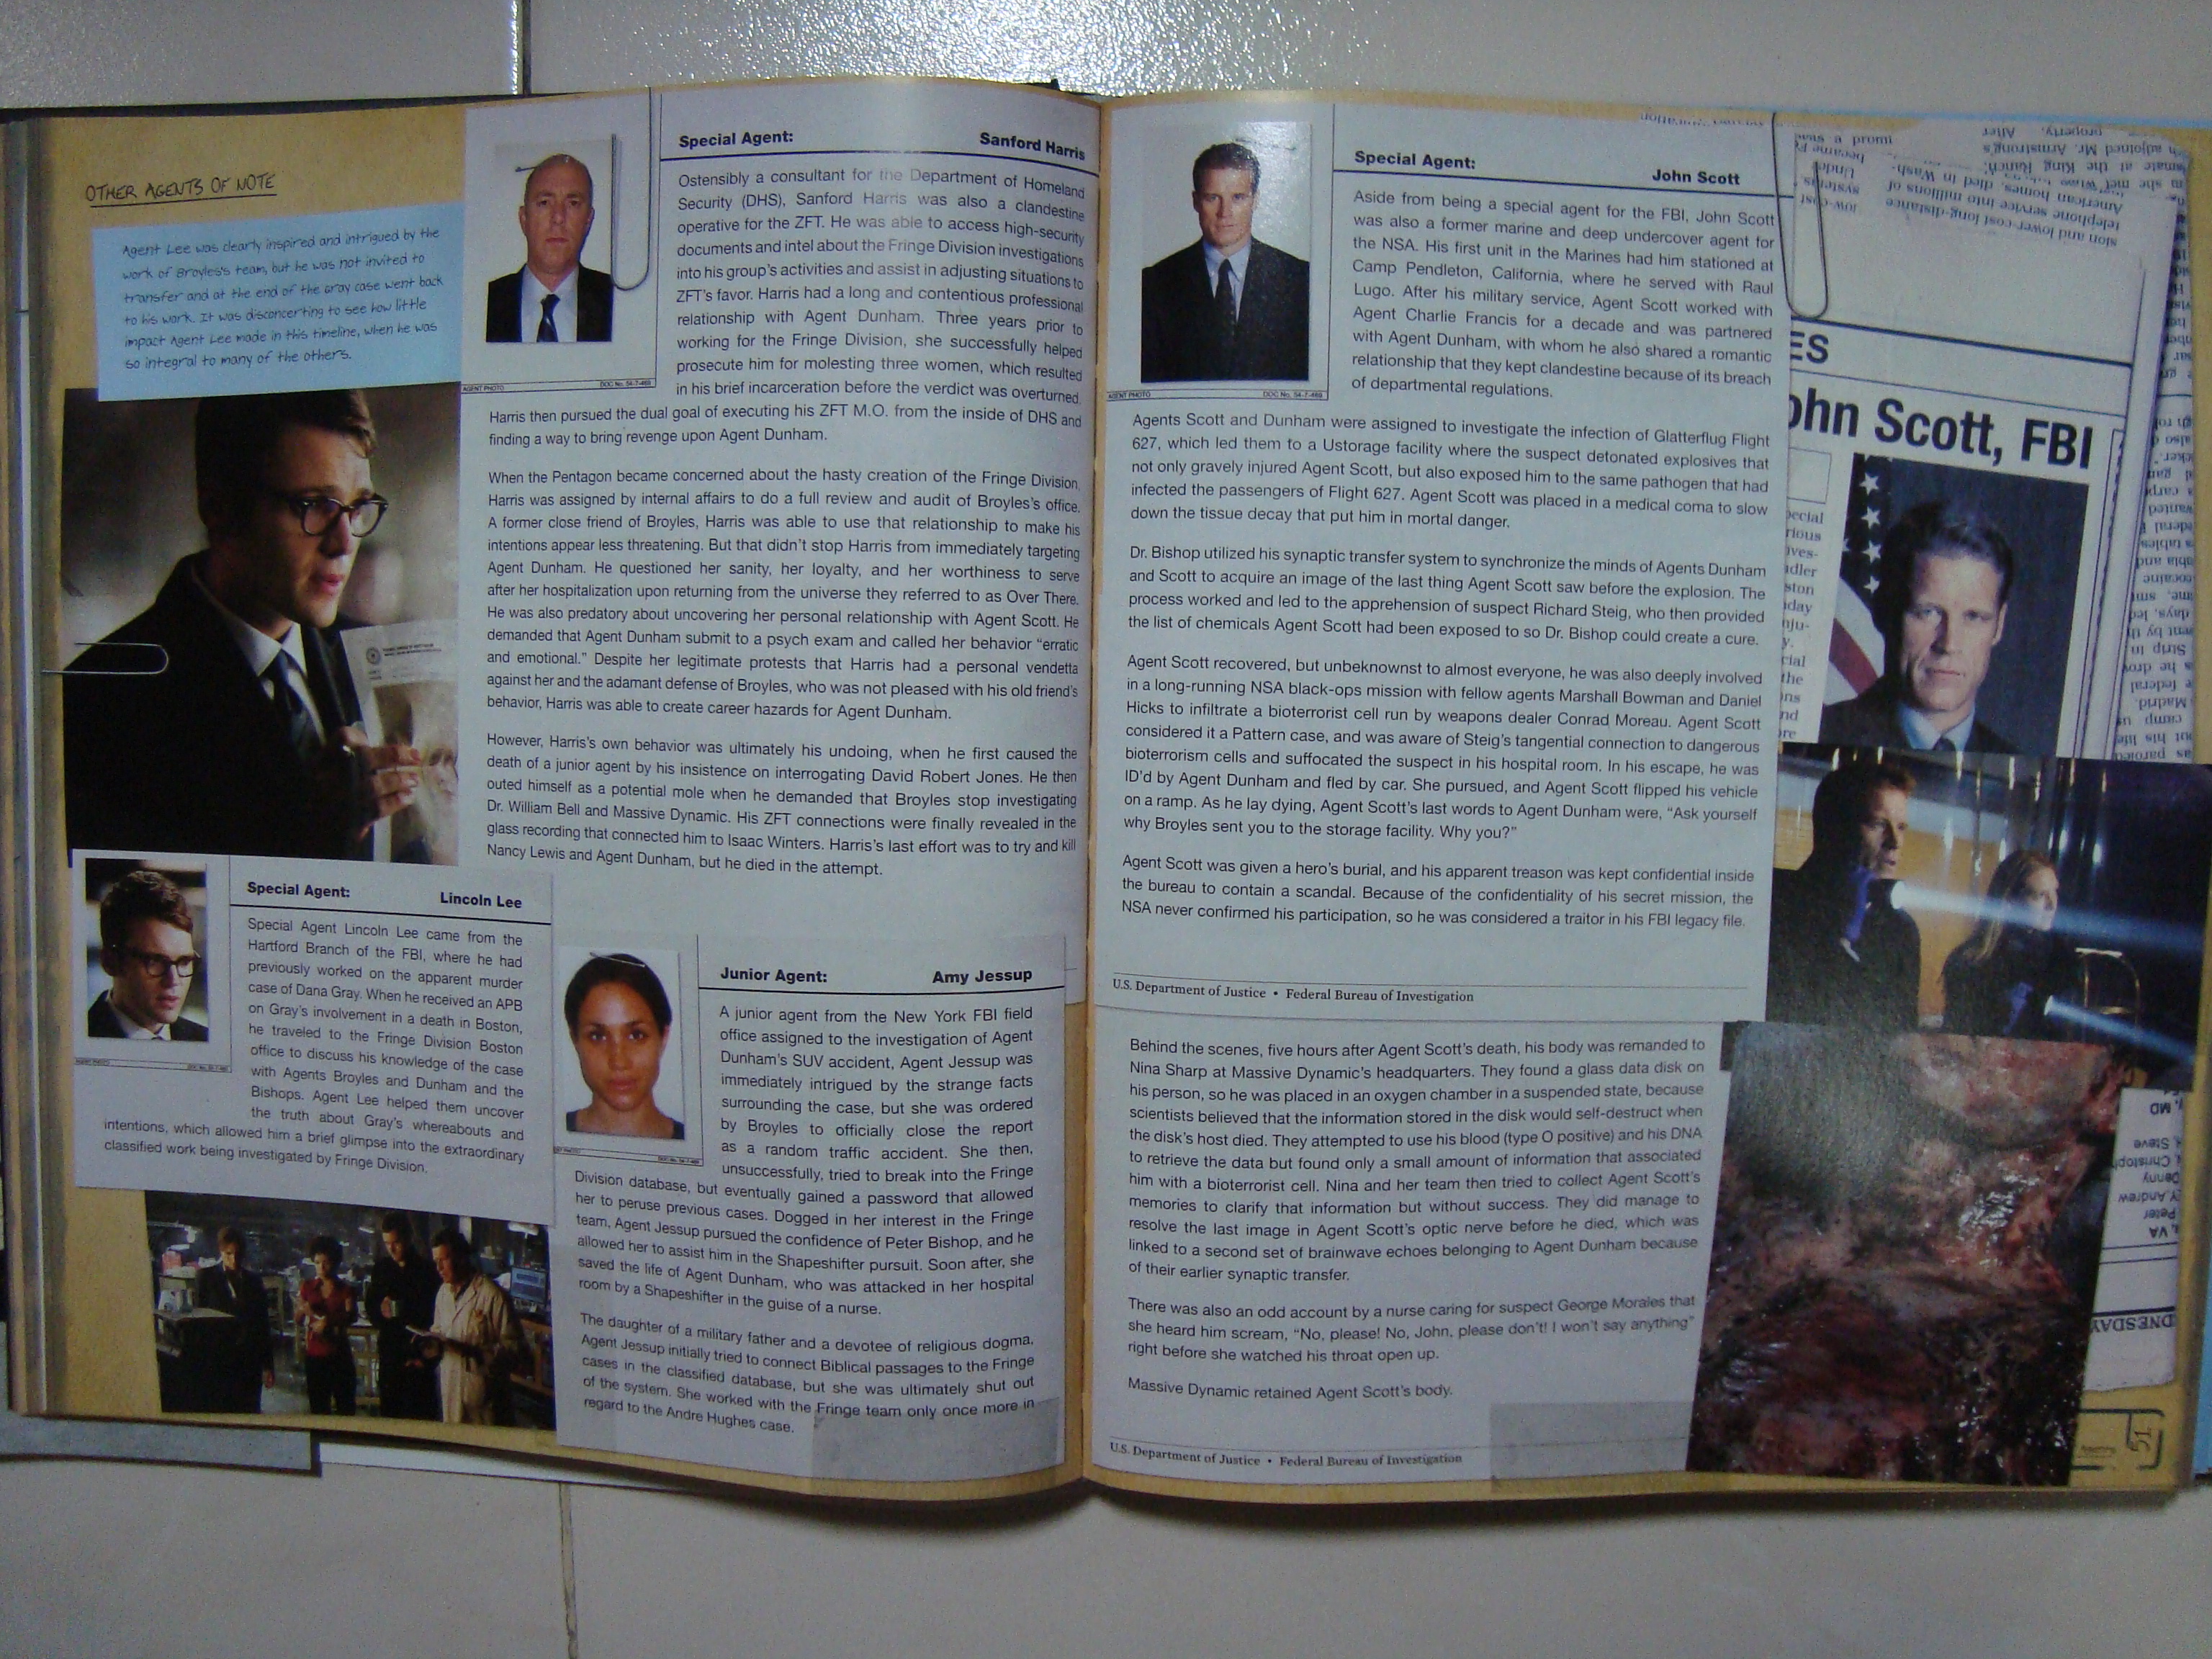 OTHER AGENTS OF NOTE
Agent Lee was clearly inspired and intrigued by the
work of Broyles's team, but he was not invited to
transfer and at the end of the Gray case went back
to his work. It was disconcerting to see how little
impact Agent Lee made in this timeline, when he was
so integral to many of the others.
Special Agent: Sanford Harris
Ostensibly a consultant for the Department of Homeland
Security (DHS), Sanford Harris was also a clandestine
operative for the ZFT. He was able to access high-security
documents and intel about the Fringe Division investigations
into his group's activities and assist in adjusting situations to
ZFT's favor. Harris had a long and contentious professional
relationship with Agent Dunham. Three years prior to
working for the Fringe Division, she successfully helped
prosecute him for molesting three women, which resulted
in his brief incarceration before the verdict was overturned.
AGENT PHOTO DOC No. 54-7-469
Harris then pursued the dual goal of executing his ZFT M.O. from the inside of DHS and
finding a way to bring revenge upon Agent Dunham.
When the Pentagon became concerned about the hasty creation of the Fringe Division,
Harris was assigned by internal affairs to do a full review and audit of Broyles's office.
A former close friend of Broyles, Harris was able to use that relationship to make his
intentions appear less threatening. But that didn't stop Harris from immediately targeting
Agent Dunham. He questioned her sanity, her loyalty, and her worthiness to serve
after her hospitalization upon returning from the universe they referred to as Over There.
He was also predatory about uncovering her personal relationship with Agent Scott. He
demanded that Agent Dunham submit to a psych exam and called her behavior “erratic
and emotional.” Despite her legitimate protests that Harris had a personal vendetta
against her and the adamant defense of Broyles, who was not pleased with his old friend's
behavior, Harris was able to create career hazards for Agent Dunham.
However, Harris's own behavior was ultimately his undoing, when he first caused the
death of a junior agent by his insistence on interrogating David Robert Jones. He then
outed himself as a potential mole when he demanded that Broyles stop investigating
Dr. William Bell and Massive Dynamic. His ZFT connections were finally revealed in the
glass recording that connected him to Isaac Winters. Harris's last effort was to try and kill
Nancy Lewis and Agent Dunham, but he died in the attempt.
Special Agent: Lincoln Lee
Special Agent Lincoln Lee came from the
Hartford Branch of the FBI, where he had
previously worked on the apparent murder
case of Dana Gray. When he received an APB
on Gray's involvement in a death in Boston,
he traveled to the Fringe Division Boston
office to discuss his knowledge of the case
with Agents Broyles and Dunham and the
Bishops. Agent Lee helped them uncover
the truth about Gray's whereabouts and
intentions, which allowed him a brief glimpse into the extraordinary
classified work being investigated by Fringe Division.
Junior Agent: Amy Jessup
A junior agent from the New York FBI field
office assigned to the investigation of Agent
Dunham's SUV accident, Agent Jessup was
immediately intrigued by the strange facts
surrounding the case, but she was ordered
by Broyles to officially close the report
as a random traffic accident. She then,
unsuccessfully, tried to break into the Fringe
Division database, but eventually gained a password that allowed
her to peruse previous cases. Dogged in her interest in the Fringe
team, Agent Jessup pursued the confidence of Peter Bishop, and he
allowed her to assist him in the Shapeshifter pursuit. Soon after, she
saved the life of Agent Dunham, who was attacked in her hospital
room by a Shapeshifter in the guise of a nurse.
The daughter of a military father and a devotee of religious dogma,
Agent Jessup initially tried to connect Biblical passages to the Fringe
cases in the classified database, but she was ultimately shut out
of the system. She worked with the Fringe team only once more in
regard to the Andre Hughes case.
Special Agent: John Scott
Aside from being a special agent for the FBI, John Scott
was also a former marine and deep undercover agent for
the NSA. His first unit in the Marines had him stationed at
Camp Pendleton, California, where he served with Raul
Lugo. After his military service, Agent Scott worked with
Agent Charlie Francis for a decade and was partnered
with Agent Dunham, with whom he also shared a romantic
relationship that they kept clandestine because of its breach
of departmental regulations.
AGENT PHOTO DOC No. 54-7-469
Agents Scott and Dunham were assigned to investigate the infection of Glatterflug Flight
627, which led them to a Ustorage facility where the suspect detonated explosives that
not only gravely injured Agent Scott, but also exposed him to the same pathogen that had
infected the passengers of Flight 627. Agent Scott was placed in a medical coma to slow
down the tissue decay that put him in mortal danger.
Dr. Bishop utilized his synaptic transfer system to synchronize the minds of Agents Dunham
and Scott to acquire an image of the last thing Agent Scott saw before the explosion. The
process worked and led to the apprehension of suspect Richard Steig, who then provided
the list of chemicals Agent Scott had been exposed to so Dr. Bishop could create a cure.
Agent Scott recovered, but unbeknownst to almost everyone, he was also deeply involved
in a long-running NSA black-ops mission with fellow agents Marshall Bowman and Daniel
Hicks to infiltrate a bioterrorist cell run by weapons dealer Conrad Moreau. Agent Scott
considered it a Pattern case, and was aware of Steig's tangential connection to dangerous
bioterrorism cells and suffocated the suspect in his hospital room. In his escape, he was
ID'd by Agent Dunham and fled by car. She pursued, and Agent Scott flipped his vehicle
on a ramp. As he lay dying, Agent Scott's last words to Agent Dunham were, “Ask yourself
why Broyles sent you to the storage facility. Why you?”
Agent Scott was given a hero's burial, and his apparent treason was kept confidential inside
the bureau to contain a scandal. Because of the confidentiality of his secret mission, the
NSA never confirmed his participation, so he was considered a traitor in his FBI legacy file.
U.S. Department of Justice • Federal Bureau of Investigation
Behind the scenes, five hours after Agent Scott's death, his body was remanded to
Nina Sharp at Massive Dynamic's headquarters. They found a glass data disk on
his person, so he was placed in an oxygen chamber in a suspended state, because
scientists believed that the information stored in the disk would self-destruct when
the disk's host died. They attempted to use his blood (type O positive) and his DNA
to retrieve the data but found only a small amount of information that associated
him with a bioterrorist cell. Nina and her team then tried to collect Agent Scott's
memories to clarify that information but without success. They did manage to
resolve the last image in Agent Scott's optic nerve before he died, which was
linked to a second set of brainwave echoes belonging to Agent Dunham because
of their earlier synaptic transfer.
There was also an odd account by a nurse caring for suspect George Morales that
she heard him scream, “No, please! No, John, please don't! I won't say anything”
right before she watched his throat open up.
Massive Dynamic retained Agent Scott's body.
U.S. Department of Justice • Federal Bureau of Investigation
ES
ohn Scott, FBI
51